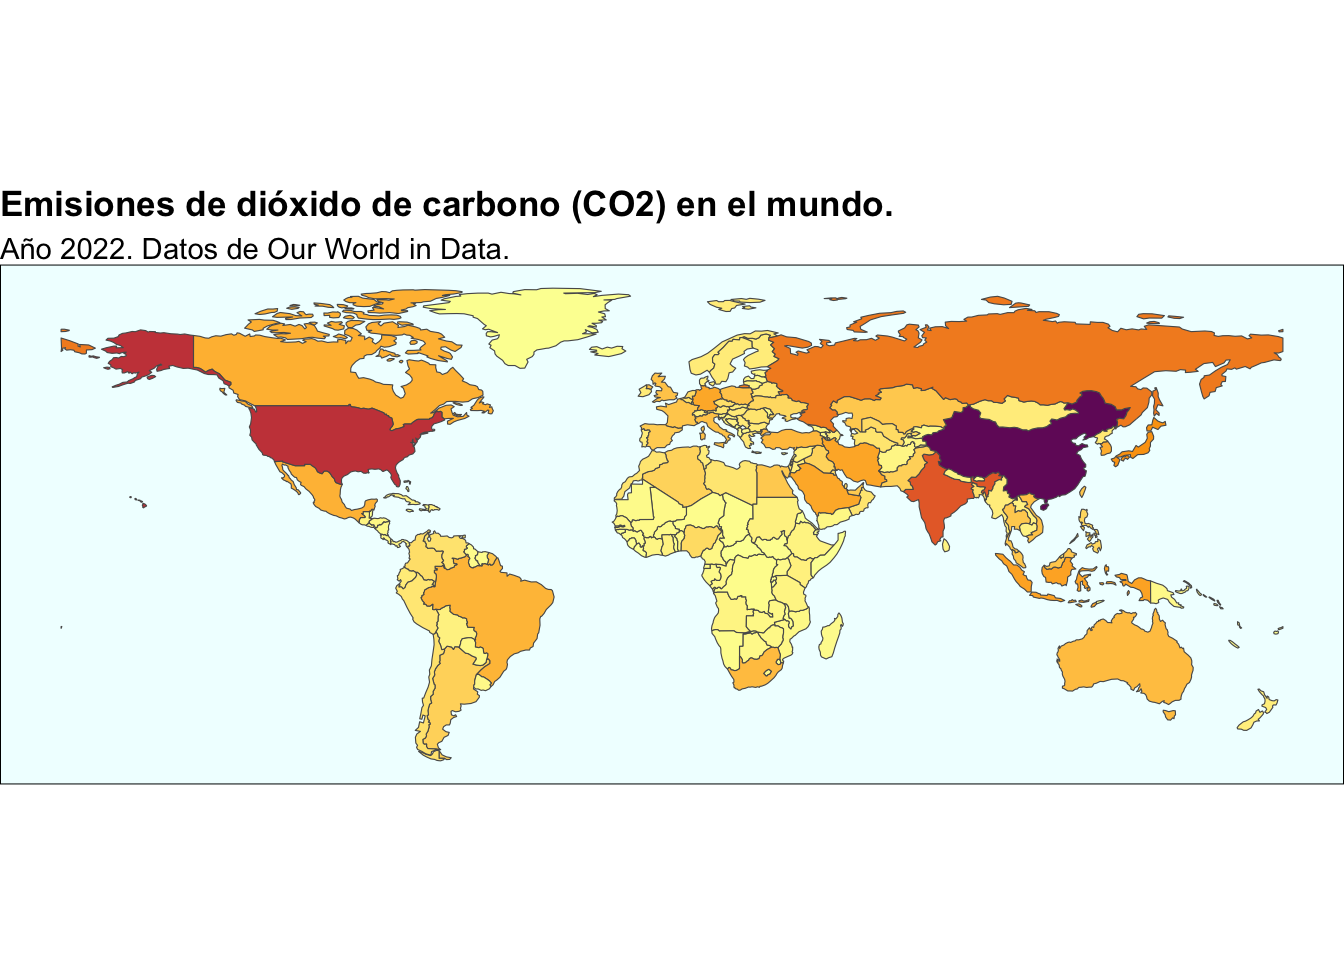 Emisiones de dióxido de carbono (CO2) en el mundo.
Año 2022. Datos de Our World in Data.